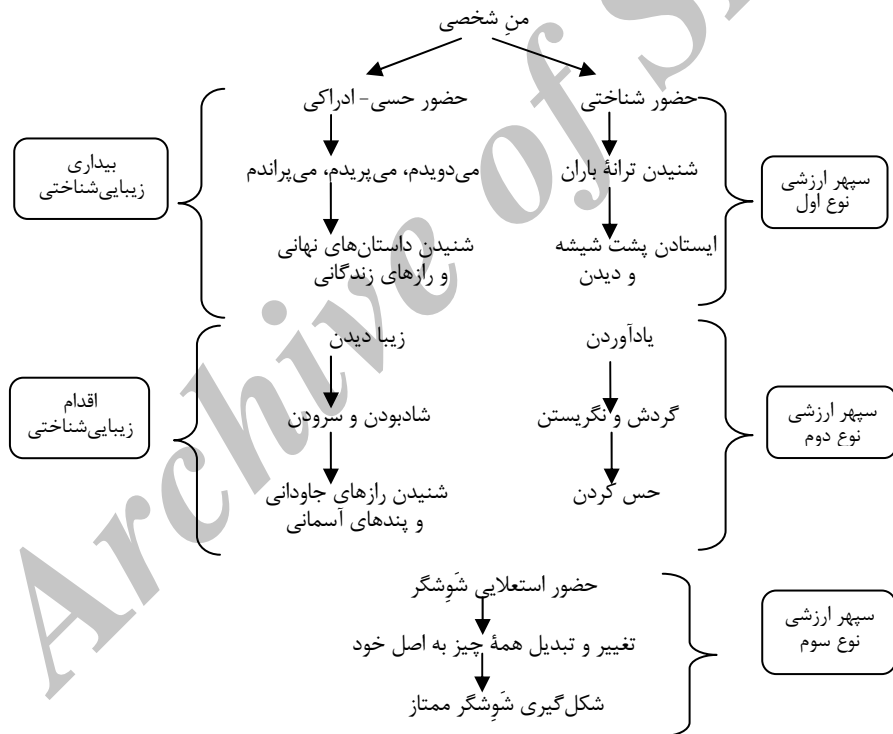 منِ شخصی
حضور شناختی
حضور حسی- ادراکی
شنیدن ترانهٔ باران
می‌دویدم، می‌پریدم، می‌پراندم
ایستادن پشت شیشه
و دیدن
شنیدن داستان‌های نهانی
و رازهای زندگانی
سپهر ارزشی
نوع اول
بیداری
زیبایی‌شناختی
یادآوردن
زیبا دیدن
گردش و نگریستن
شادبودن و سرودن
حس کردن
شنیدن رازهای جاودانی
و پندهای آسمانی
سپهر ارزشی
نوع دوم
اقدام
زیبایی‌شناختی
حضور استعلایی شَوِشگر
تغییر و تبدیل همهٔ چیز به اصل خود
شکل‌گیری شَوِشگر ممتاز
سپهر ارزشی
نوع سوم
Archive of S